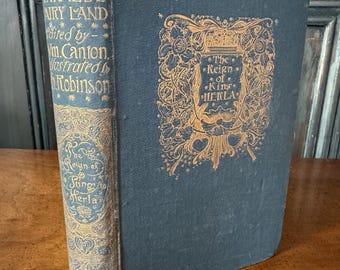 FAIRY LAND
Edited by
Wm. Canton
Illustrated by
Robinson
The
Reign of
King
Herla
The
Reign
of
King
HERLA